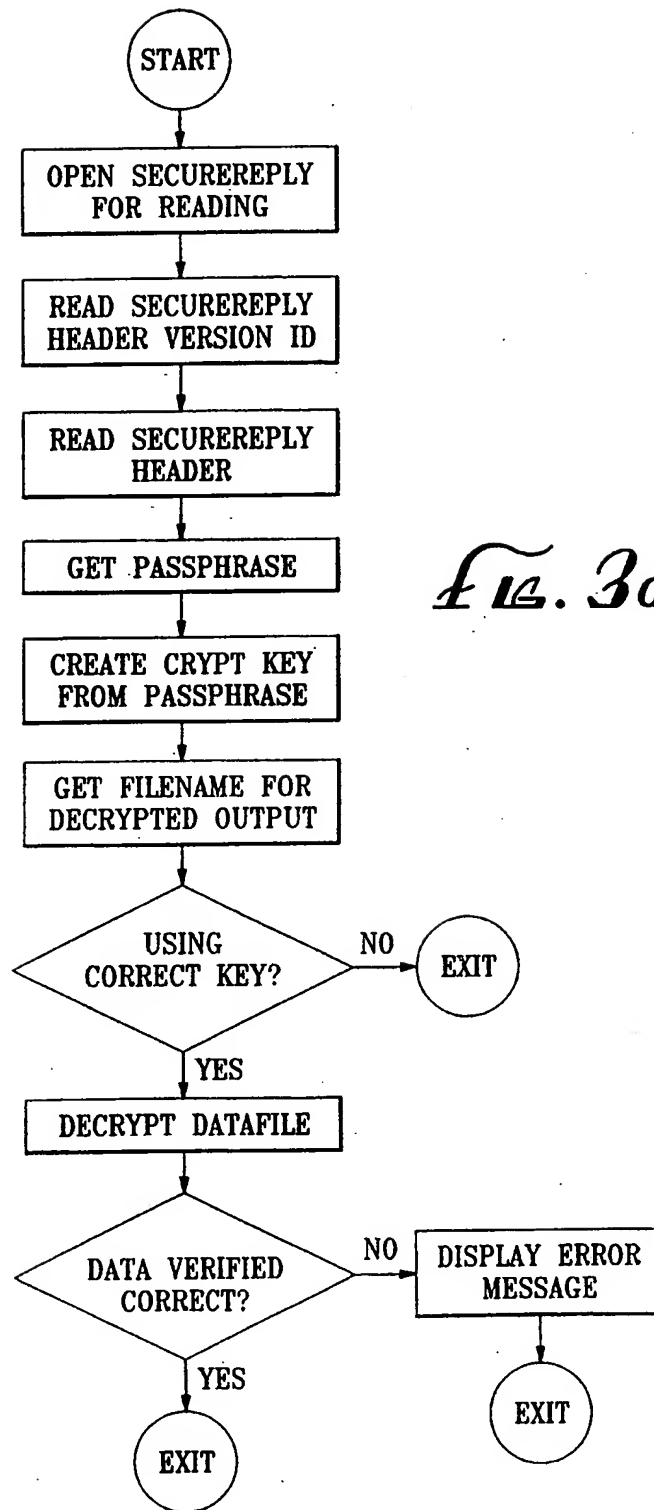 START
OPEN SECUREREPLY
FOR READING
READ SECUREREPLY
HEADER VERSION ID
READ SECUREREPLY
HEADER
GET PASSPHRASE
CREATE CRYPT KEY
FROM PASSPHRASE
GET FILENAME FOR
DECRYPTED OUTPUT
USING
CORRECT KEY?
NO
EXIT
YES
DECRYPT DATAFILE
DATA VERIFIED
CORRECT?
NO
DISPLAY ERROR
MESSAGE
EXIT
YES
EXIT
FIG. 3